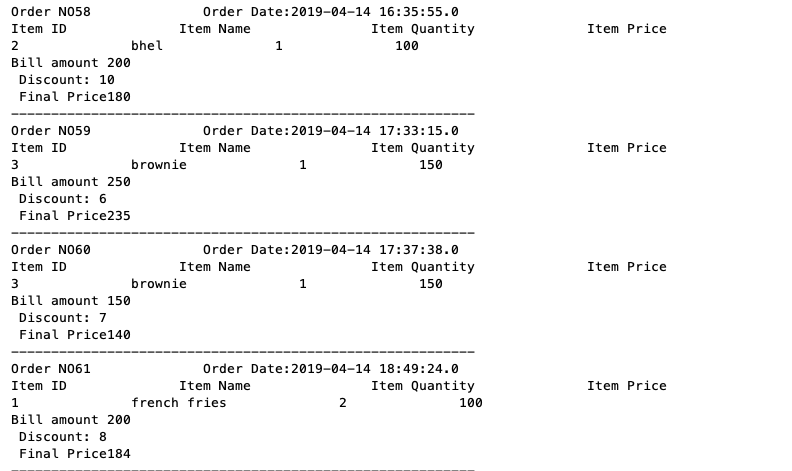 Order NO58 Order Date:2019-04-14 16:35:55.0
Item ID Item Name Item Quantity Item Price
2 bhel 1 100
Bill amount 200
Discount: 10
Final Price180
----------------------------------------------------------
Order NO59 Order Date:2019-04-14 17:33:15.0
Item ID Item Name Item Quantity Item Price
3 brownie 1 150
Bill amount 250
Discount: 6
Final Price235
----------------------------------------------------------
Order NO60 Order Date:2019-04-14 17:37:38.0
Item ID Item Name Item Quantity Item Price
3 brownie 1 150
Bill amount 150
Discount: 7
Final Price140
----------------------------------------------------------
Order NO61 Order Date:2019-04-14 18:49:24.0
Item ID Item Name Item Quantity Item Price
1 french fries 2 100
Bill amount 200
Discount: 8
Final Price184
----------------------------------------------------------